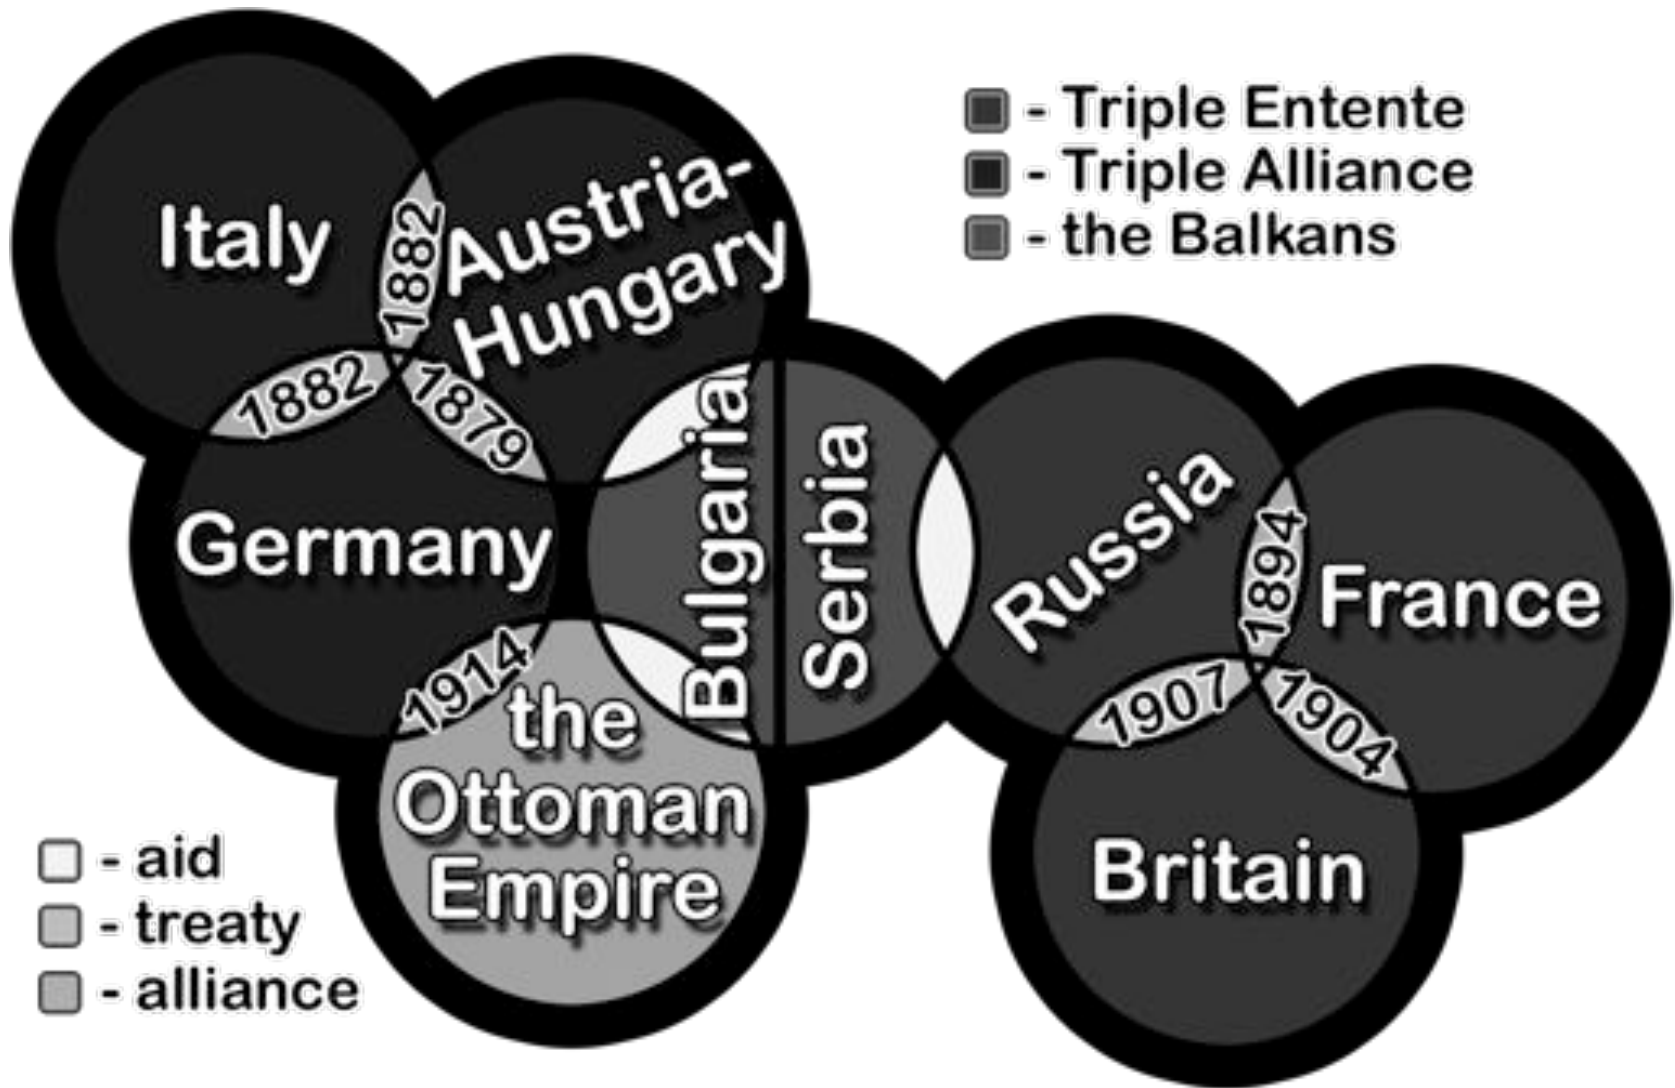 Italy
1882
Austria-
Hungary
1882
1879
Germany
1914
the
Ottoman
Empire
Bulgaria
Serbia
Russia
1894
France
1907
1904
Britain
- Triple Entente
- Triple Alliance
- the Balkans
- aid
- treaty
- alliance